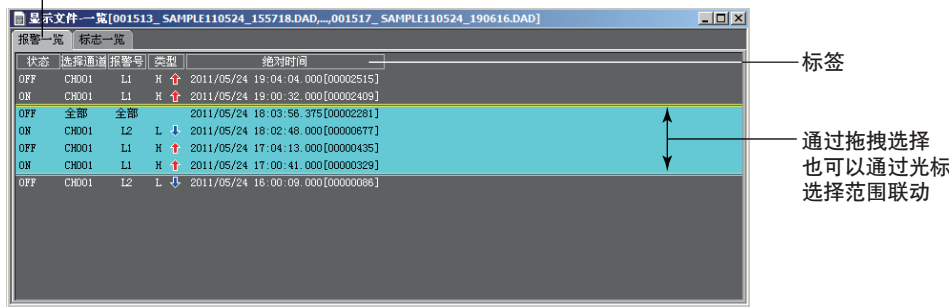 显示文件-一览[001513_ SAMPLE110524_155718.DAD,...,001517_ SAMPLE110524_190616.DAD]
报警一览 标志一览
状态 选择通道 报警号 类型 绝对时间
OFF CH001 L1 H 2011/05/24 19:04:04.000[00002515]
ON CH001 L1 H 2011/05/24 19:00:32.000[00002409]
OFF 全部 全部 2011/05/24 18:03:56.375[00002281]
ON CH001 L2 L 2011/05/24 18:02:48.000[00000677]
OFF CH001 L1 H 2011/05/24 17:04:13.000[00000435]
ON CH001 L1 H 2011/05/24 17:00:41.000[00000329]
OFF CH001 L2 L 2011/05/24 16:00:09.000[00000086]
标签
通过拖拽选择
也可以通过光标
选择范围联动